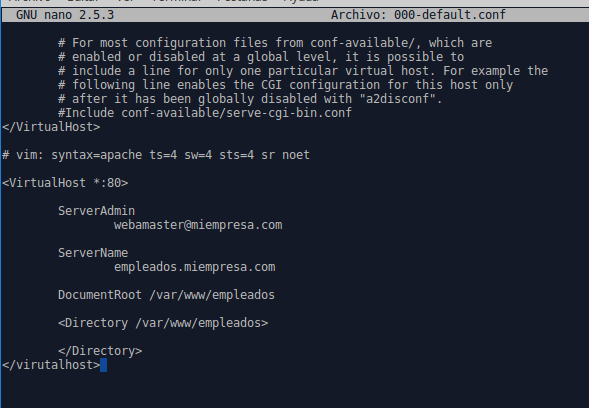 GNU nano 2.5.3 Archivo: 000-default.conf
# For most configuration files from conf-available/, which are
# enabled or disabled at a global level, it is possible to
# include a line for only one particular virtual host. For example the
# following line enables the CGI configuration for this host only
# after it has been globally disabled with "a2disconf".
#Include conf-available/serve-cgi-bin.conf
</VirtualHost>
# vim: syntax=apache ts=4 sw=4 sts=4 sr noet
<VirtualHost *:80>
ServerAdmin
webamaster@miempresa.com
ServerName
empleados.miempresa.com
DocumentRoot /var/www/empleados
<Directory /var/www/empleados>
</Directory>
</virutalhost>